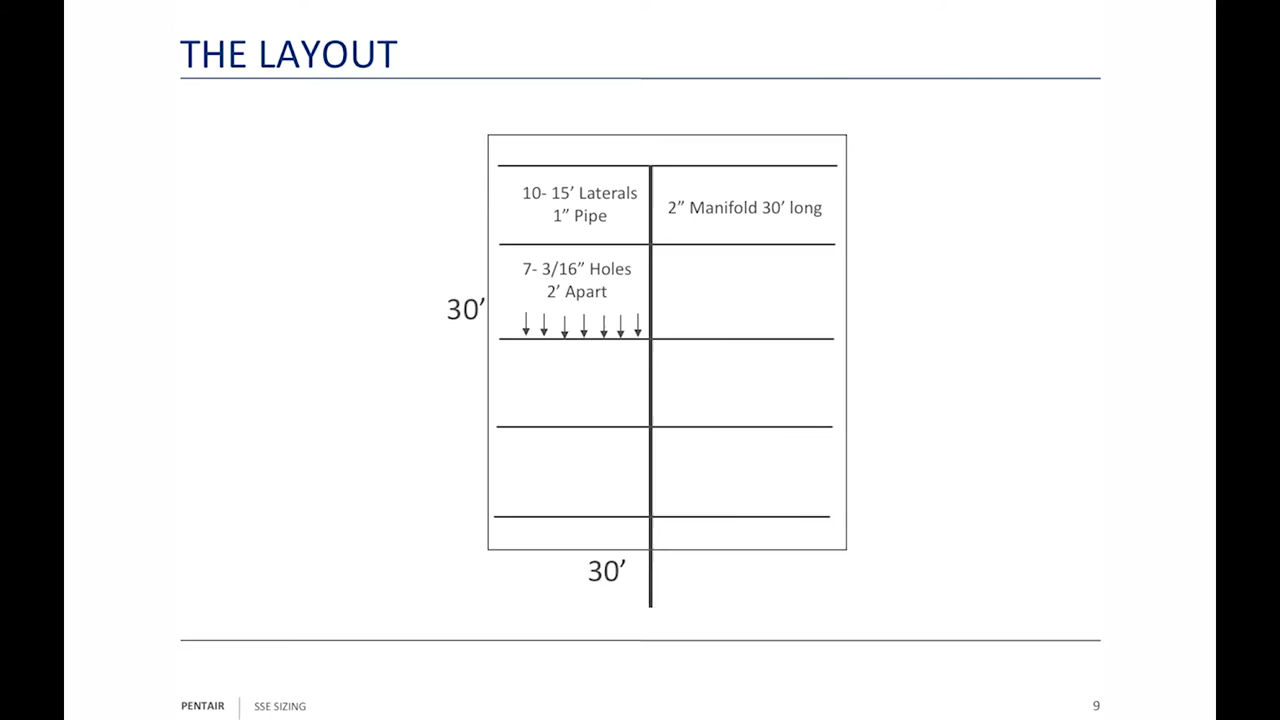 THE LAYOUT
10- 15’ Laterals
1” Pipe
2” Manifold 30’ long
7- 3/16” Holes
2’ Apart
30’
30’
PENTAIR
SSE SIZING
9